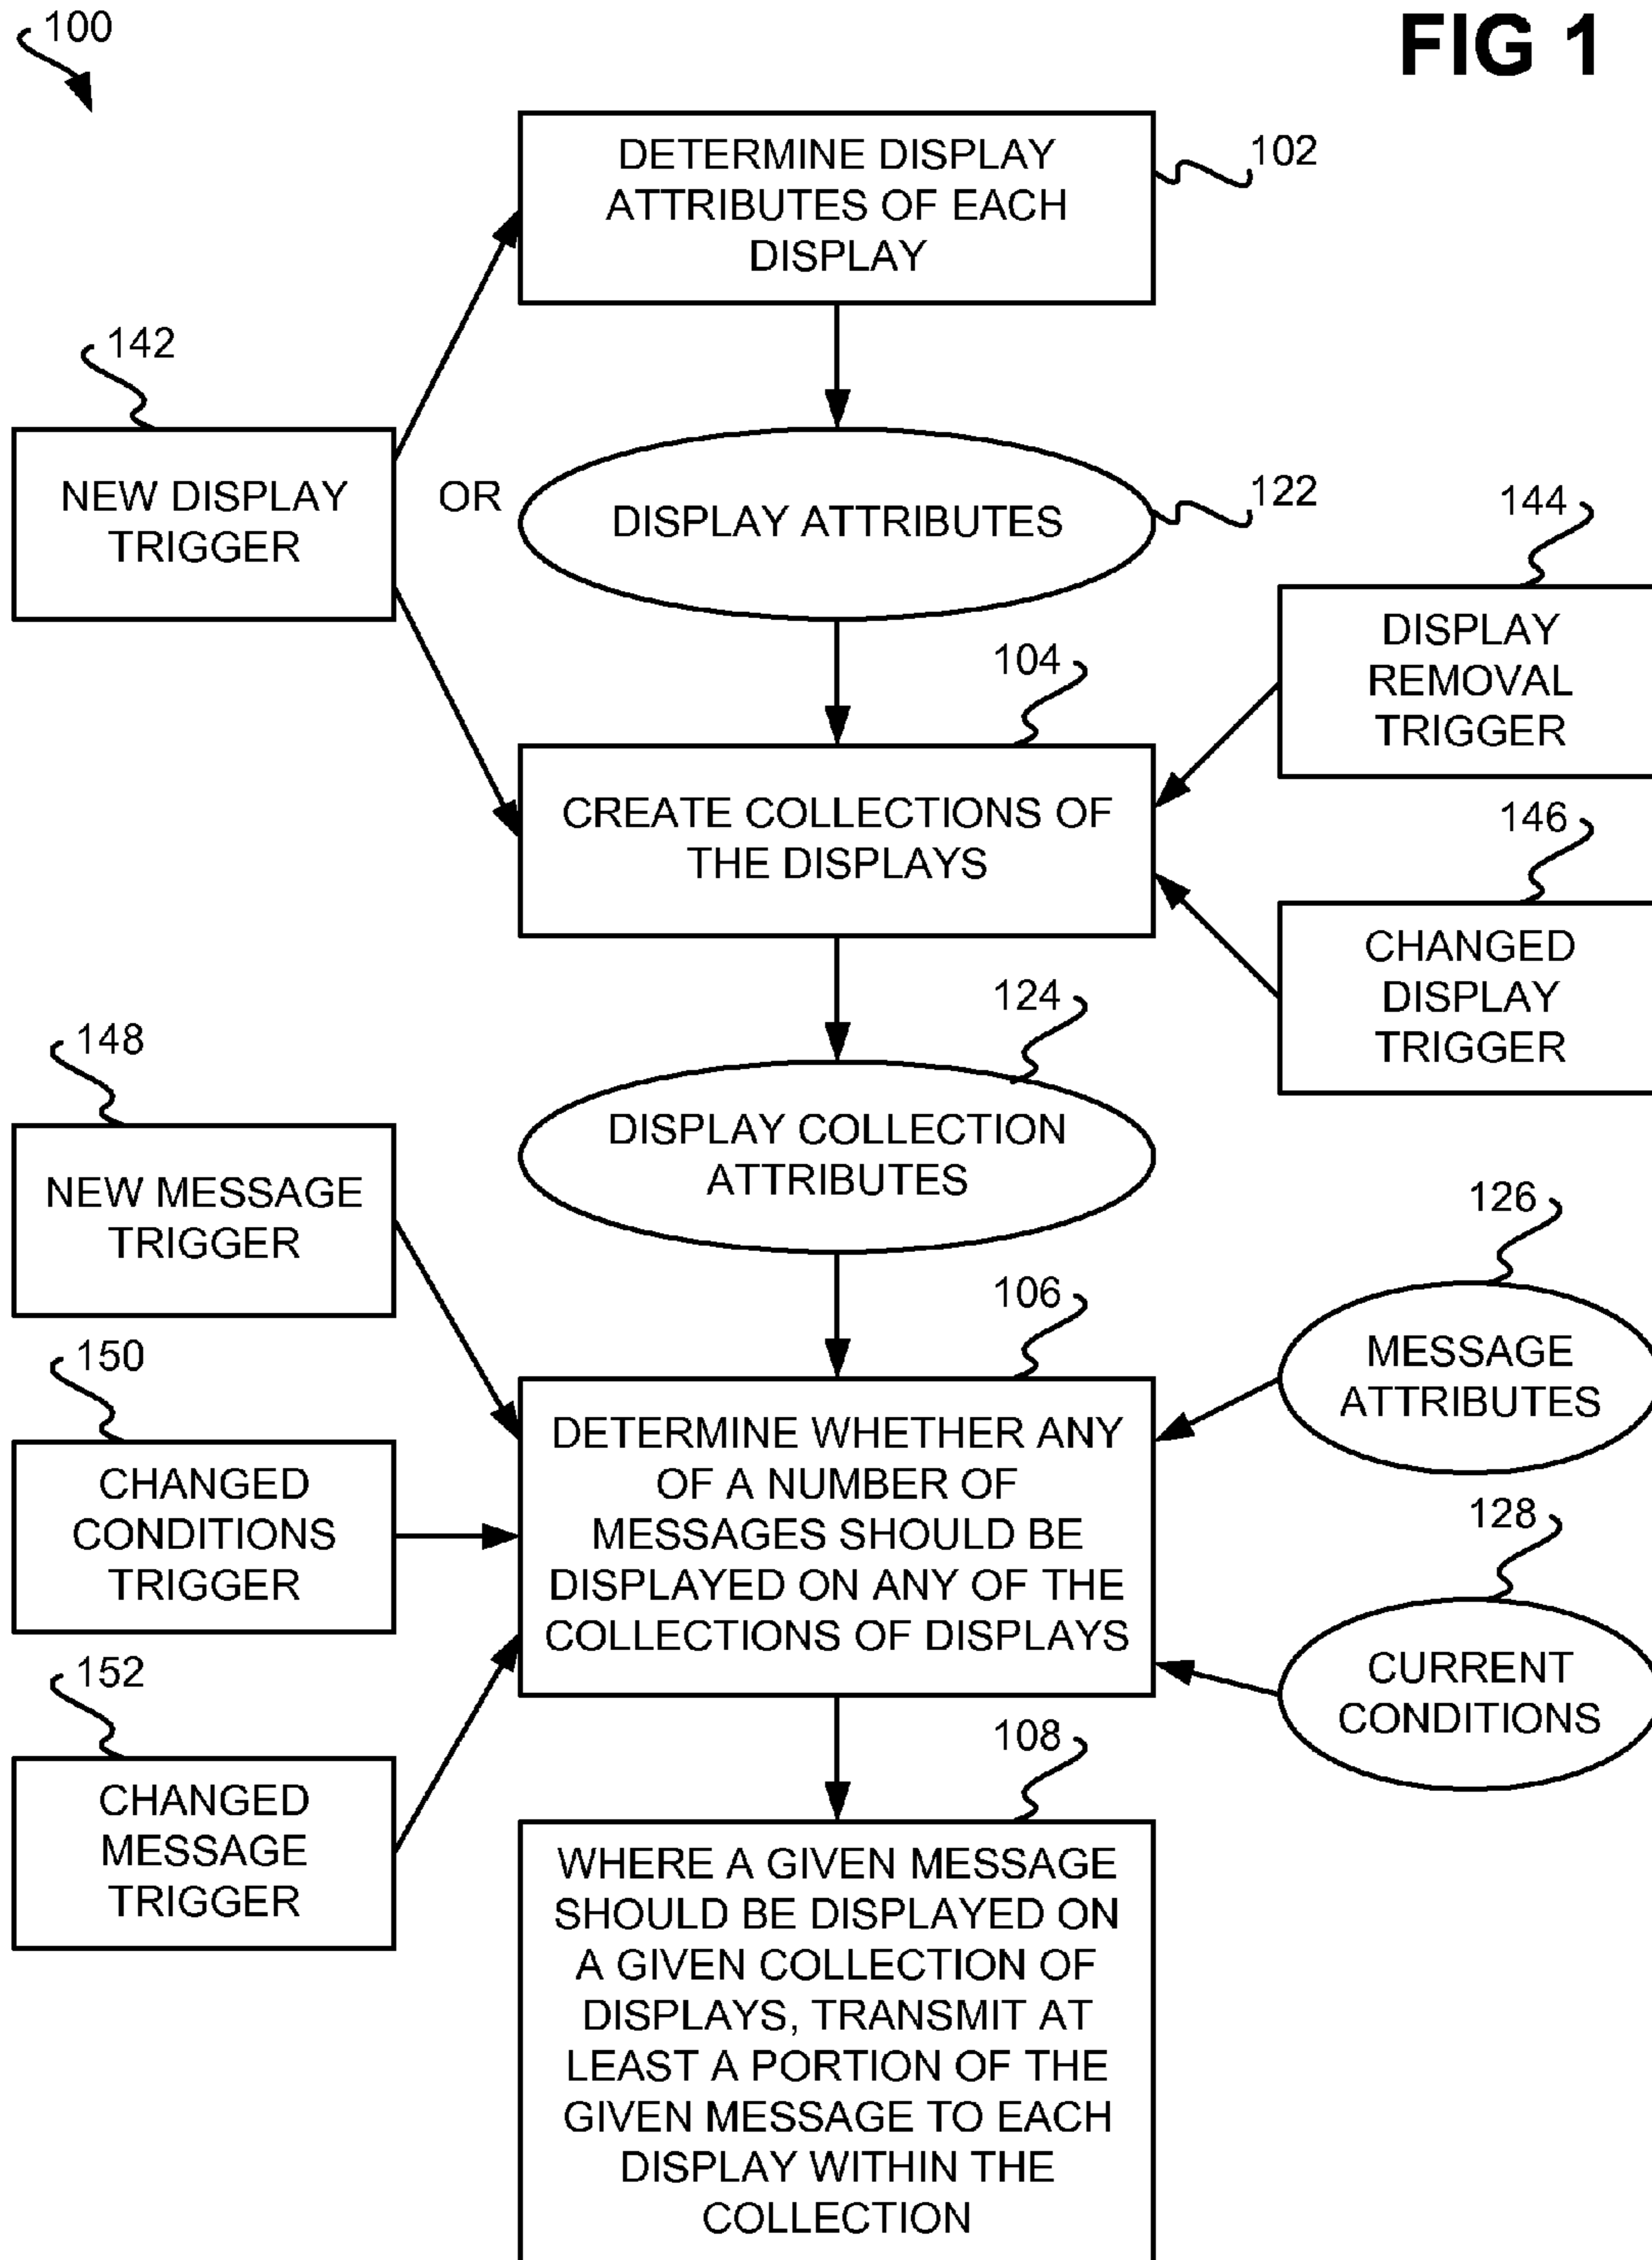 100
FIG 1
DETERMINE DISPLAY
ATTRIBUTES OF EACH
DISPLAY
102
142
NEW DISPLAY
TRIGGER
OR
DISPLAY ATTRIBUTES
122
144
DISPLAY
REMOVAL
TRIGGER
104
CREATE COLLECTIONS OF
THE DISPLAYS
146
CHANGED
DISPLAY
TRIGGER
124
DISPLAY COLLECTION
ATTRIBUTES
148
NEW MESSAGE
TRIGGER
126
MESSAGE
ATTRIBUTES
106
DETERMINE WHETHER ANY
OF A NUMBER OF
MESSAGES SHOULD BE
DISPLAYED ON ANY OF THE
COLLECTIONS OF DISPLAYS
150
CHANGED
CONDITIONS
TRIGGER
128
CURRENT
CONDITIONS
152
CHANGED
MESSAGE
TRIGGER
108
WHERE A GIVEN MESSAGE
SHOULD BE DISPLAYED ON
A GIVEN COLLECTION OF
DISPLAYS, TRANSMIT AT
LEAST A PORTION OF THE
GIVEN MESSAGE TO EACH
DISPLAY WITHIN THE
COLLECTION